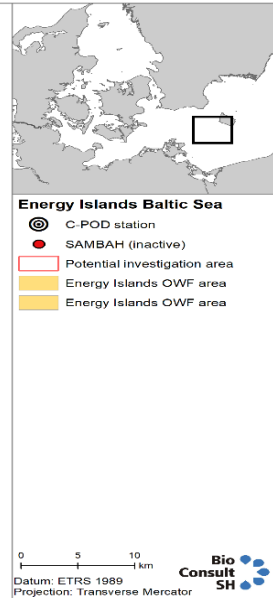 Energy Islands Baltic Sea
C-POD station
SAMBAH (inactive)
Potential investigation area
Energy Islands OWF area
Energy Islands OWF area
0 5 10
km
Bio
Consult
SH
Datum: ETRS 1989
Projection: Transverse Mercator